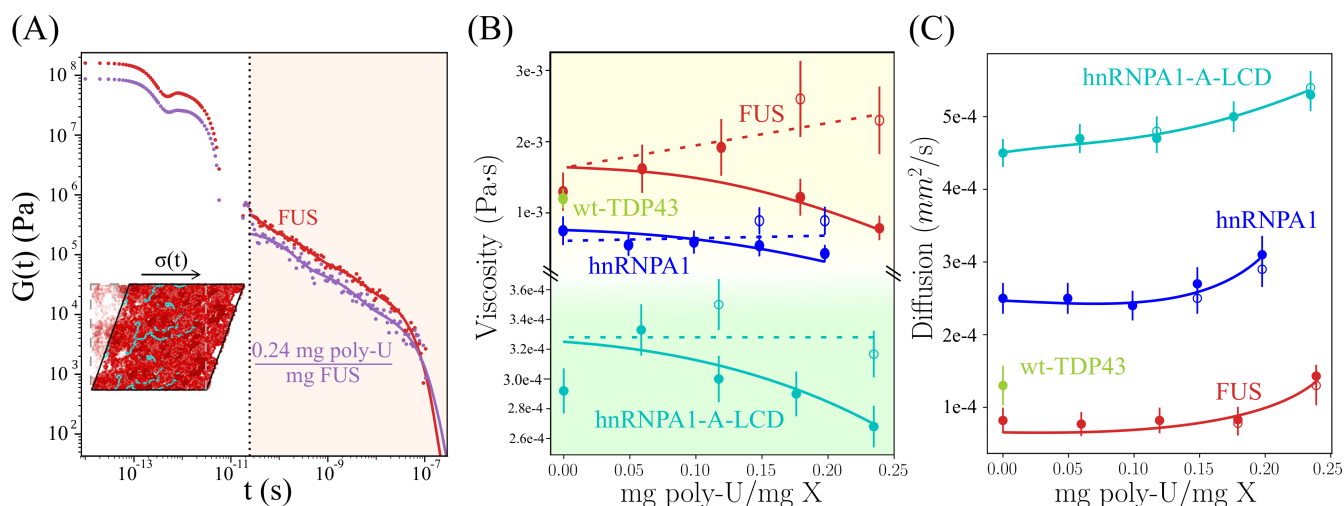 (A)
G(t) (Pa)
10^8
10^7
10^6
10^5
10^4
10^3
10^2
FUS
σ(t)
0.24 mg poly-U
mg FUS
10^-13
10^-11
10^-9
10^-7
t (s)
(B)
Viscosity (Pa·s)
3e-3
2e-3
1e-3
3.6e-4
3.4e-4
3.2e-4
3.0e-4
2.8e-4
2.6e-4
FUS
wt-TDP43
hnRNPA1
hnRNPA1-A-LCD
0.00 0.05 0.10 0.15 0.20 0.25
mg poly-U/mg X
(C)
Diffusion (mm^2/s)
5e-4
4e-4
3e-4
2e-4
1e-4
hnRNPA1-A-LCD
hnRNPA1
wt-TDP43
FUS
0.00 0.05 0.10 0.15 0.20 0.25
mg poly-U/mg X